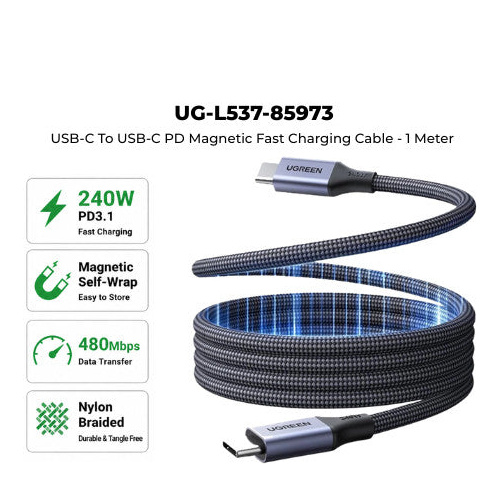 UG-L537-85973
USB-C To USB-C PD Magnetic Fast Charging Cable - 1 Meter
UGREEN
240W
PD3.1
Fast Charging
Magnetic
Self-Wrap
Easy to Store
480Mbps
Data Transfer
Nylon
Braided
Durable & Tangle Free
UGREEN